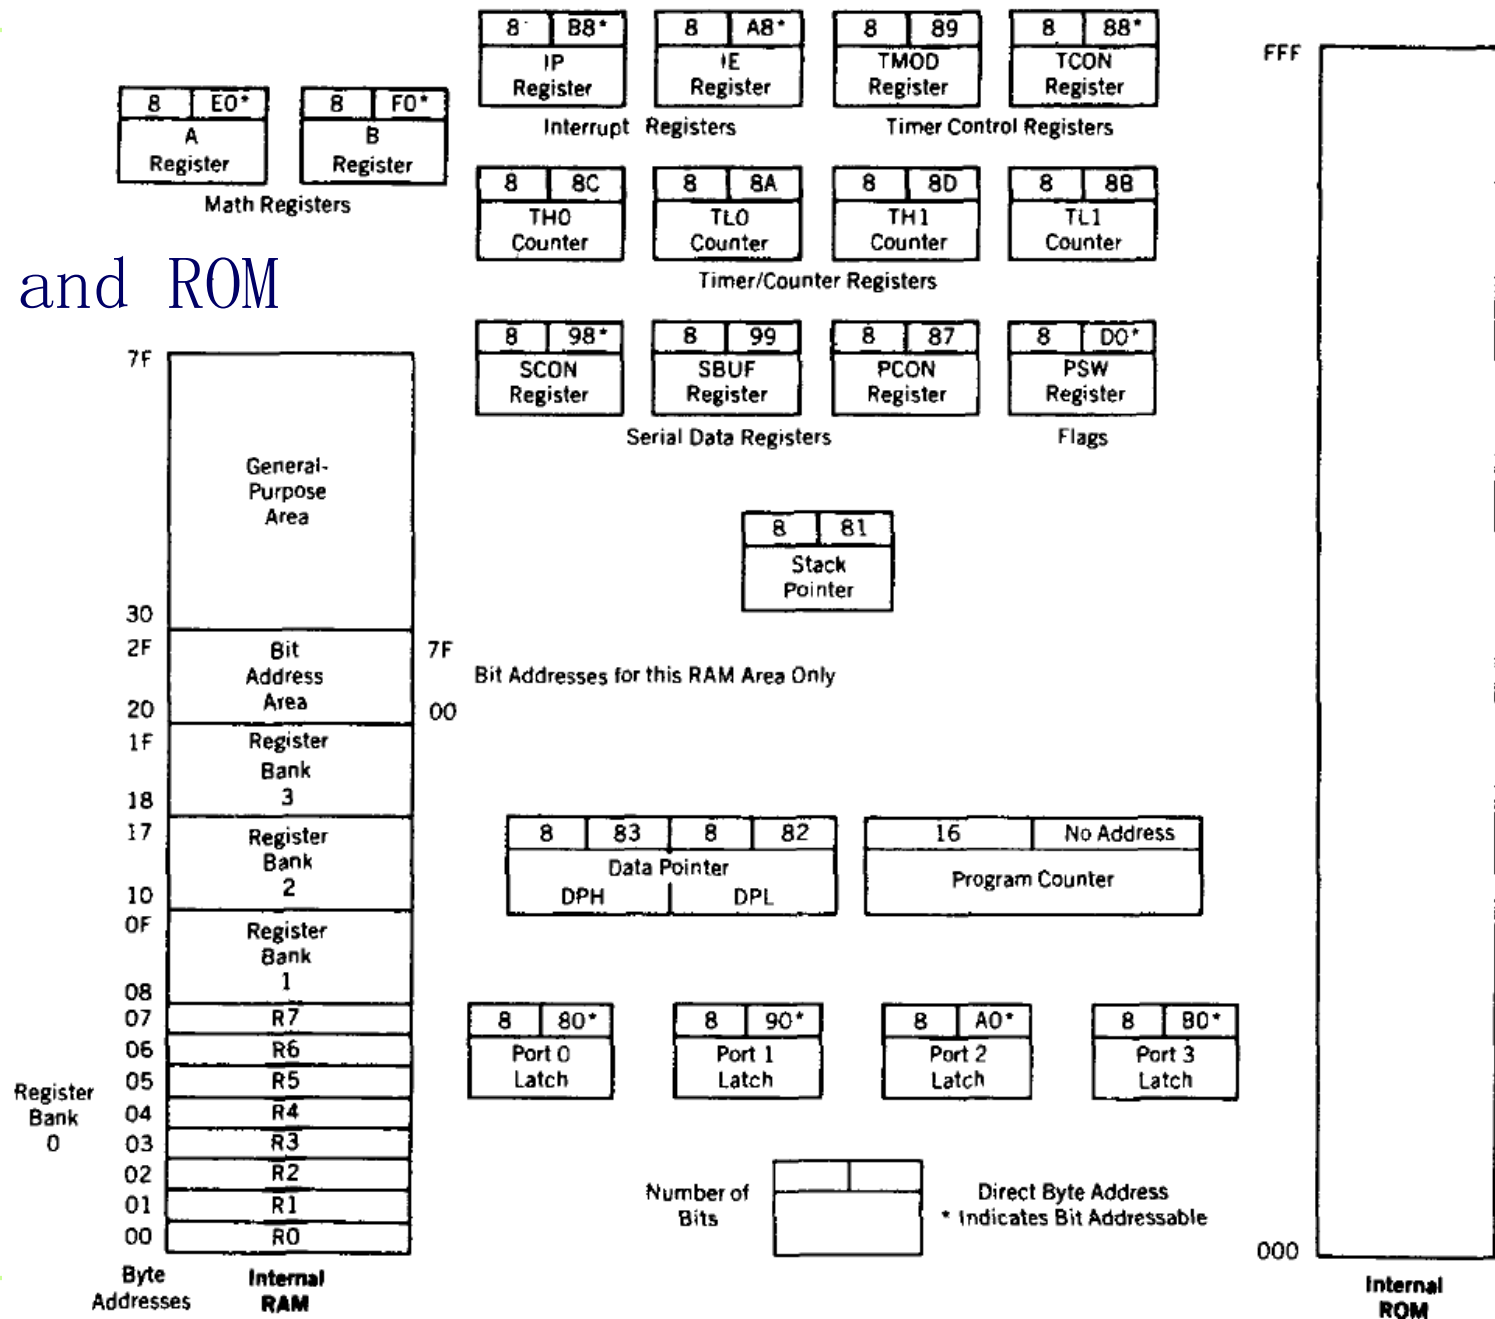 8 B8*
IP
Register
8 A8*
IE
Register
Interrupt Registers
8 89
TMOD
Register
8 88*
TCON
Register
Timer Control Registers
8 E0*
A
Register
8 F0*
B
Register
Math Registers
8 8C
TH0
Counter
8 8A
TL0
Counter
8 8D
TH1
Counter
8 8B
TL1
Counter
Timer/Counter Registers
and ROM
8 98*
SCON
Register
8 99
SBUF
Register
8 87
PCON
Register
Serial Data Registers
8 D0*
PSW
Register
Flags
8 81
Stack
Pointer
7F
General-
Purpose
Area
30
2F
Bit
Address
Area
20
7F
00
Bit Addresses for this RAM Area Only
1F
Register
Bank
3
18
17
Register
Bank
2
10
0F
Register
Bank
1
08
07 R7
06 R6
05 R5
04 R4
03 R3
02 R2
01 R1
00 R0
Register
Bank
0
Byte
Addresses
Internal
RAM
8 83 8 82
Data Pointer
DPH DPL
16 No Address
Program Counter
8 80*
Port 0
Latch
8 90*
Port 1
Latch
8 A0*
Port 2
Latch
8 B0*
Port 3
Latch
Number of
Bits
Direct Byte Address
* Indicates Bit Addressable
FFF
000
Internal
ROM